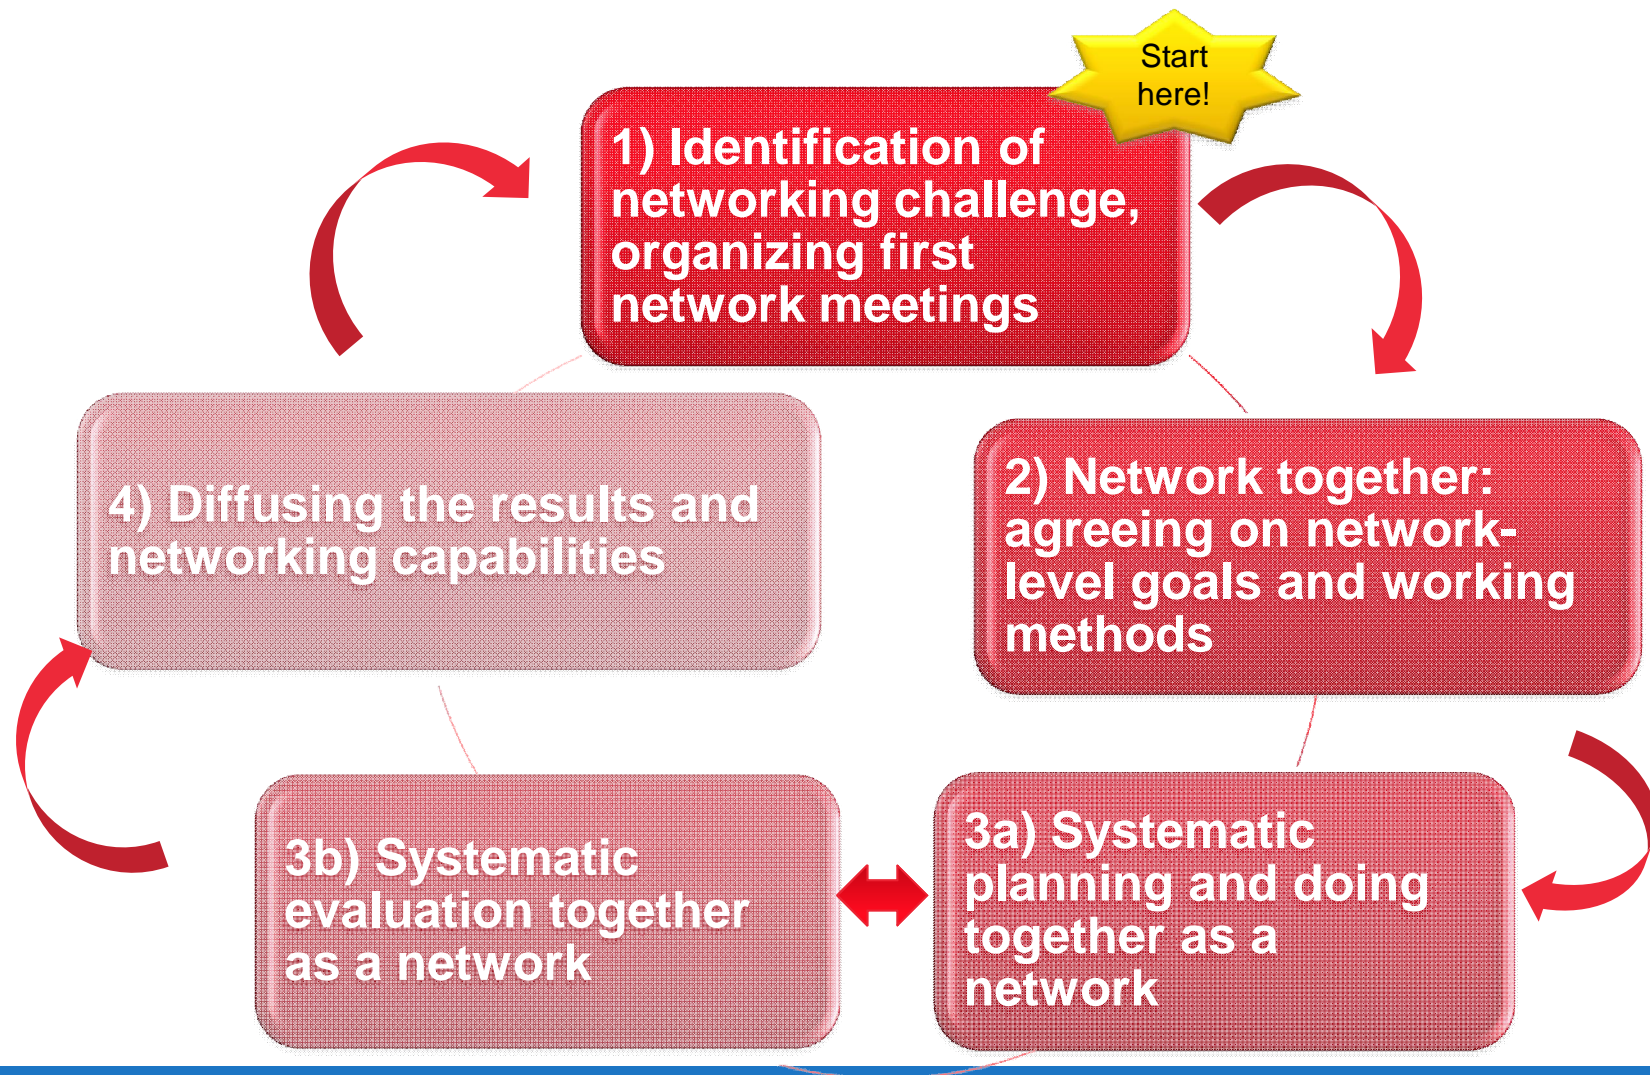 Start
here!
1) Identification of
networking challenge,
organizing first
network meetings
2) Network together:
agreeing on network-
level goals and working
methods
3a) Systematic
planning and doing
together as a
network
3b) Systematic
evaluation together
as a network
4) Diffusing the results and
networking capabilities